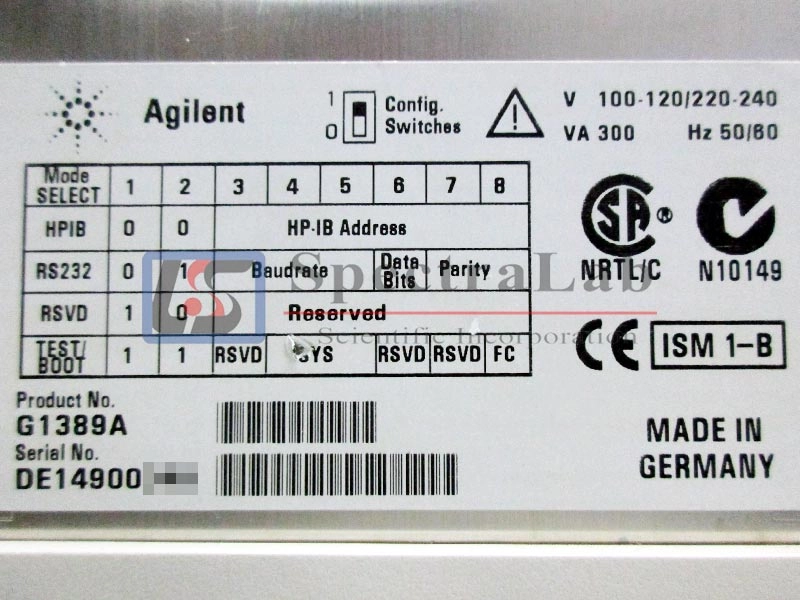 Agilent
1
0
Config.
Switches
V 100-120/220-240
VA 300 Hz 50/60
Mode
SELECT 1 2 3 4 5 6 7 8
HPIB 0 0 HP-IB Address
RS232 0 1 Baudrate Data Bits Parity
RSVD 1 0 Reserved
TEST/
BOOT 1 1 RSVD SYS RSVD RSVD FC
SA ®
NRTL/C
N10149
CE ISM 1-B
Product No.
G1389A
Serial No.
DE14900
MADE IN
GERMANY
SpectraLab
Scientific Incorporation